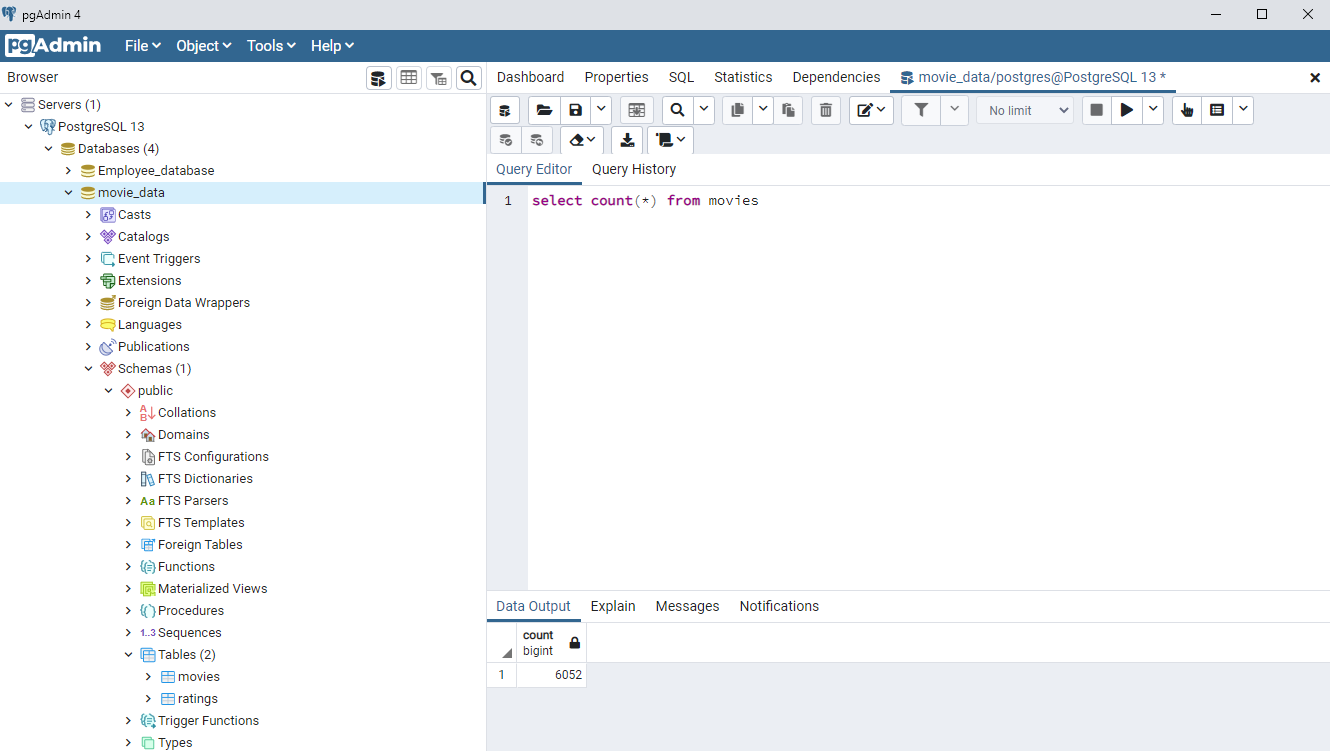 pgAdmin 4
pgAdmin File Object Tools Help
Browser
Servers (1)
PostgreSQL 13
Databases (4)
Employee_database
movie_data
Casts
Catalogs
Event Triggers
Extensions
Foreign Data Wrappers
Languages
Publications
Schemas (1)
public
Collations
Domains
FTS Configurations
FTS Dictionaries
Aa FTS Parsers
FTS Templates
Foreign Tables
Functions
Materialized Views
Procedures
1..3 Sequences
Tables (2)
movies
ratings
Trigger Functions
Types
Dashboard Properties SQL Statistics Dependencies movie_data/postgres@PostgreSQL 13 *
No limit
Query Editor Query History
1 select count(*) from movies
Data Output Explain Messages Notifications
count
bigint
1 6052